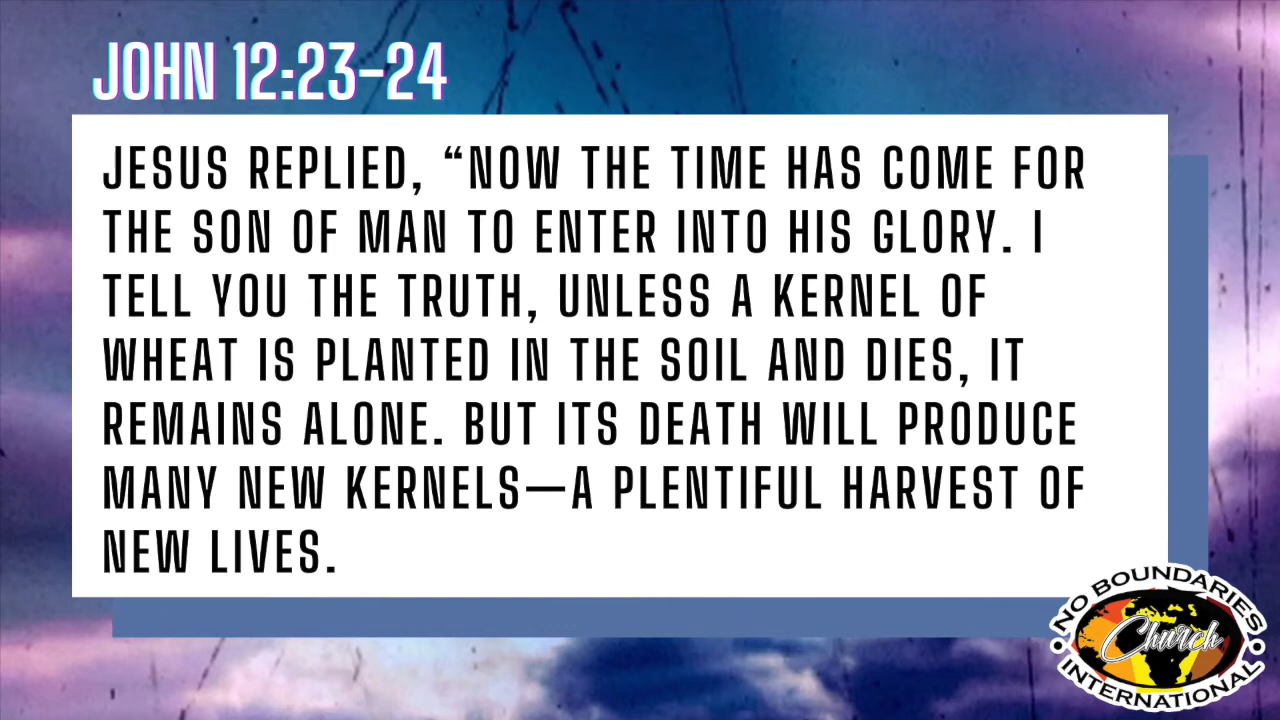 JOHN 12:23-24
JESUS REPLIED, “NOW THE TIME HAS COME FOR
THE SON OF MAN TO ENTER INTO HIS GLORY. I
TELL YOU THE TRUTH, UNLESS A KERNEL OF
WHEAT IS PLANTED IN THE SOIL AND DIES, IT
REMAINS ALONE. BUT ITS DEATH WILL PRODUCE
MANY NEW KERNELS—A PLENTIFUL HARVEST OF
NEW LIVES.
NO BOUNDARIES
Church
INTERNATIONAL